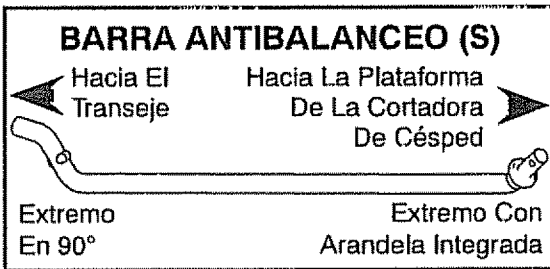 BARRA ANTIBALANCEO (S)
Hacia El
Transeje
Hacia La Plataforma
De La Cortadora
De Césped
Extremo
En 90°
Extremo Con
Arandela Integrada